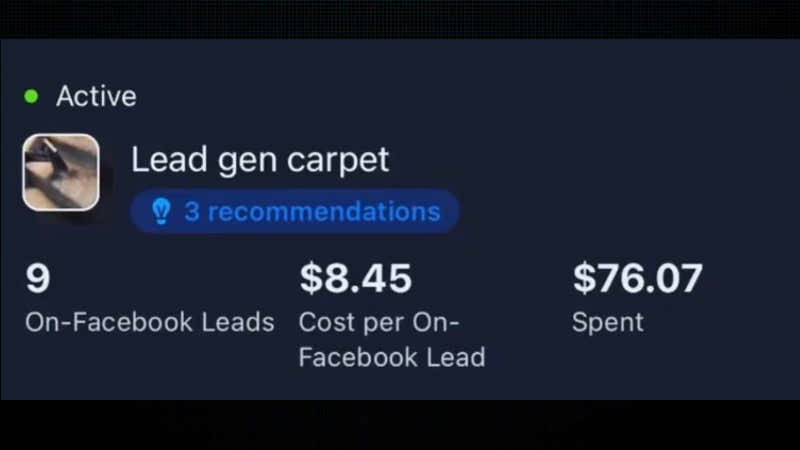 Active
Lead gen carpet
3 recommendations
9
On-Facebook Leads
$8.45
Cost per On-
Facebook Lead
$76.07
Spent